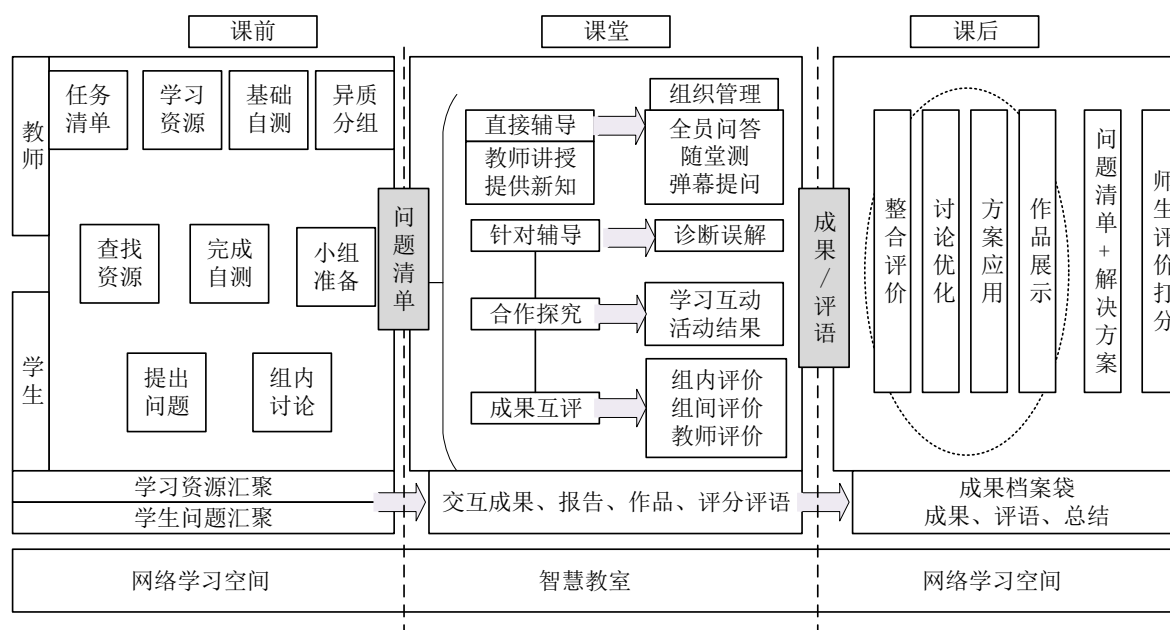 课前
课堂
课后
教师
学生
任务
清单
学习
资源
基础
自测
异质
分组
查找
资源
完成
自测
小组
准备
提出
问题
组内
讨论
学习资源汇聚
学生问题汇聚
问题清单
直接辅导
教师讲授
提供新知
组织管理
全员问答
随堂测
弹幕提问
针对辅导
诊断误解
合作探究
学习互动
活动结果
成果互评
组内评价
组间评价
教师评价
交互成果、报告、作品、评分评语
成果/评语
整合评价
讨论优化
方案应用
作品展示
问题清单+解决方案
师生评价打分
成果档案袋
成果、评语、总结
网络学习空间
智慧教室
网络学习空间